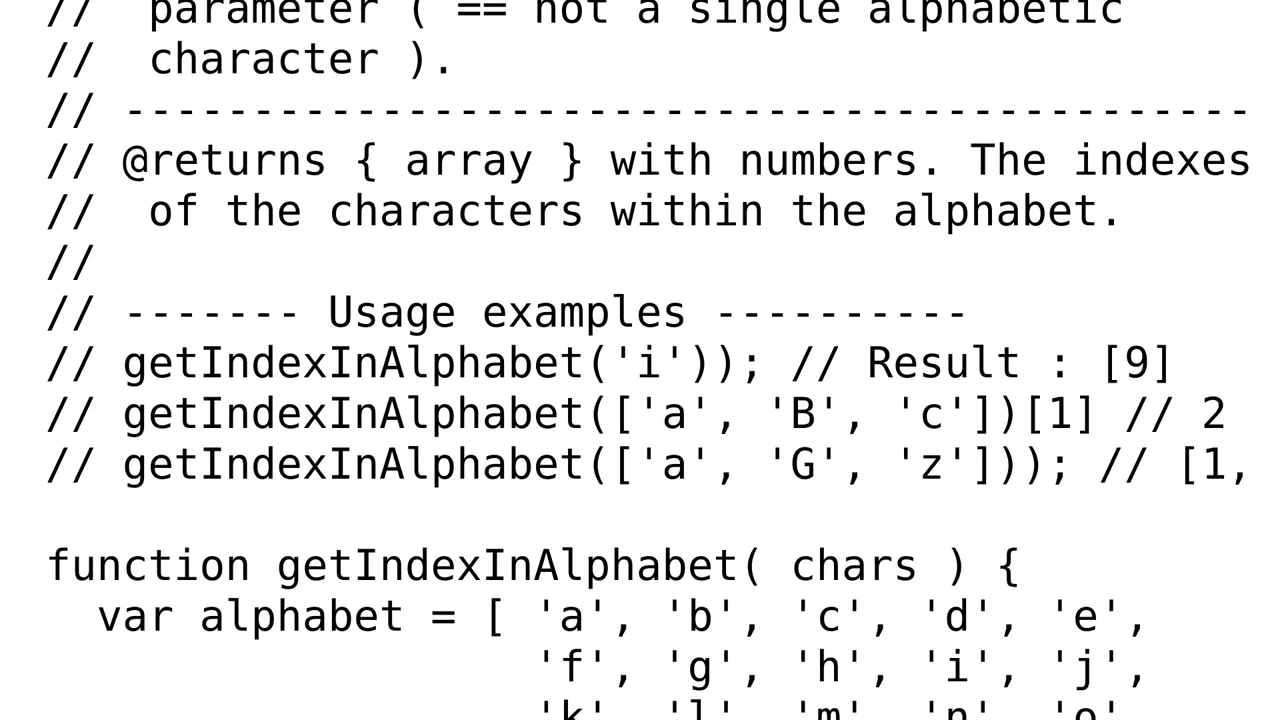 //  parameter ( == not a single alphabetic
//  character ).
// --------------------------------------------
// @returns { array } with numbers. The indexes
//  of the characters within the alphabet.
//
// ------- Usage examples ----------
// getIndexInAlphabet('i')); // Result : [9]
// getIndexInAlphabet(['a', 'B', 'c'])[1] // 2
// getIndexInAlphabet(['a', 'G', 'z'])); // [1,

function getIndexInAlphabet( chars ) {
  var alphabet = [ 'a', 'b', 'c', 'd', 'e',
                   'f', 'g', 'h', 'i', 'j',
                   'k', 'l', 'm', 'n', 'o'